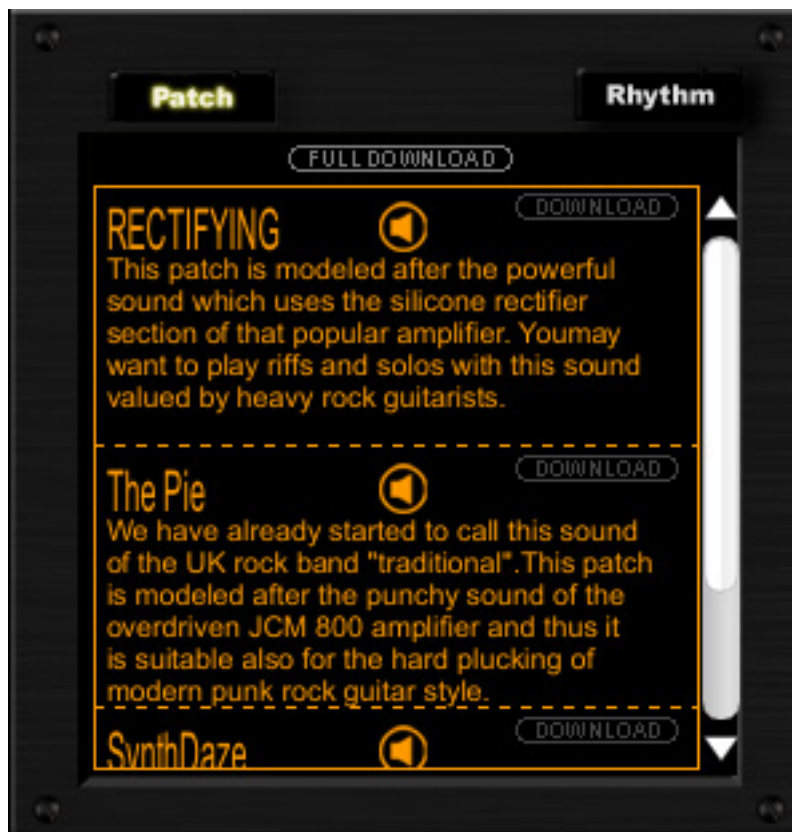 Patch
Rhythm
FULL DOWNLOAD
DOWNLOAD
RECTIFYING
This patch is modeled after the powerful
sound which uses the silicone rectifier
section of that popular amplifier. Youmay
want to play riffs and solos with this sound
valued by heavy rock guitarists.
DOWNLOAD
The Pie
We have already started to call this sound
of the UK rock band "traditional".This patch
is modeled after the punchy sound of the
overdriven JCM 800 amplifier and thus it
is suitable also for the hard plucking of
modern punk rock guitar style.
DOWNLOAD
SynthDaze